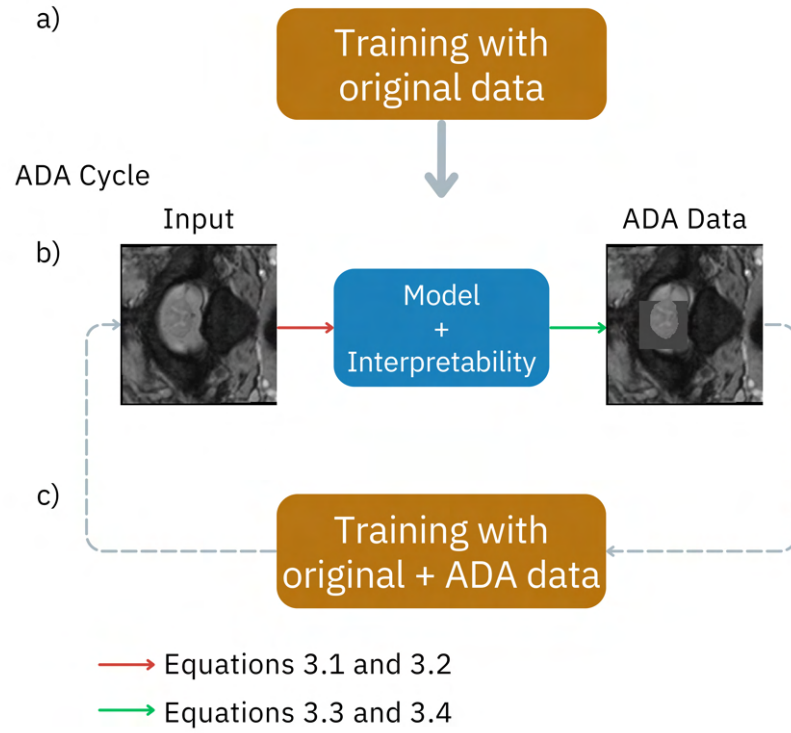 a)
Training with
original data
ADA Cycle
Input
ADA Data
b)
Model
+
Interpretability
c)
Training with
original + ADA data
Equations 3.1 and 3.2
Equations 3.3 and 3.4